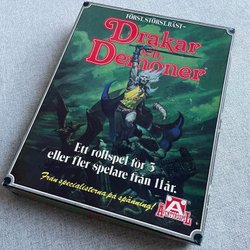 FÖRST, STÖRST, BÄST –
Drakar
och
Demoner
Ett rollspel för 3
eller fler spelare från 11 år.
Från specialisterna på spänning!